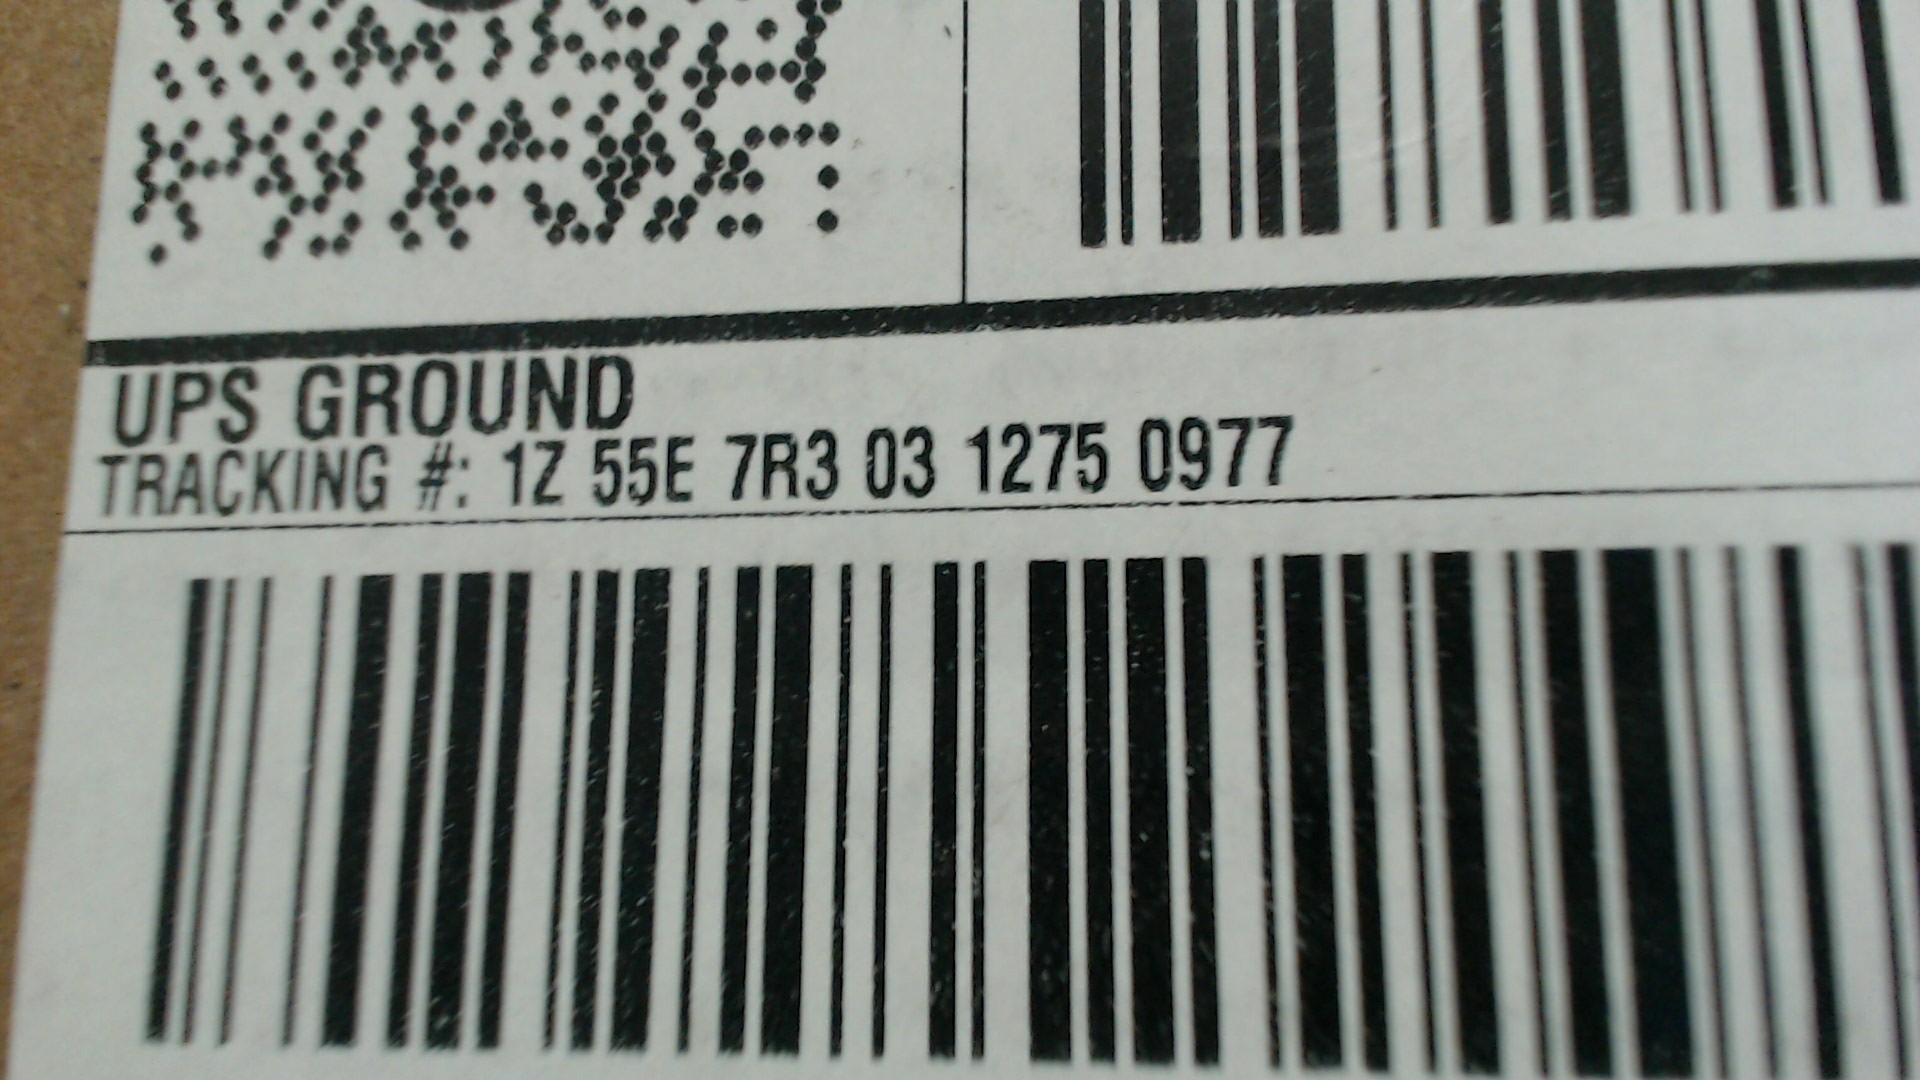 UPS GROUND
TRACKING #: 1Z 55E 7R3 03 1275 0977